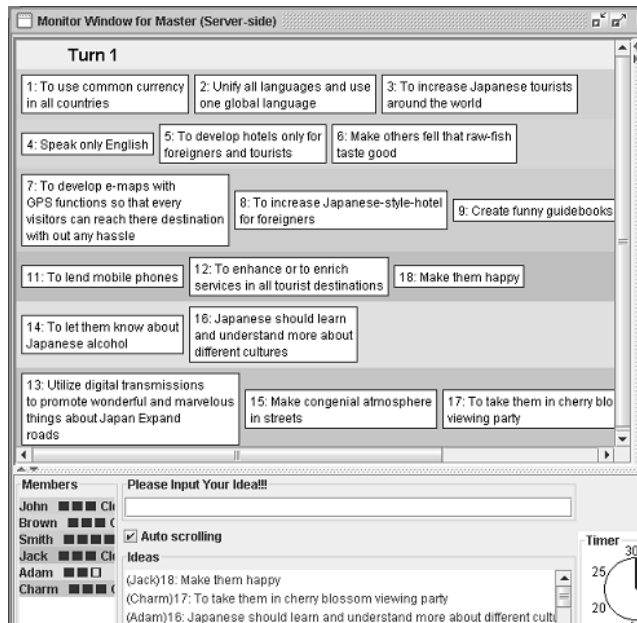 Monitor Window for Master (Server-side)
Turn 1
1: To use common currency
in all countries
2: Unify all languages and use
one global language
3: To increase Japanese tourists
around the world
4: Speak only English
5: To develop hotels only for
foreigners and tourists
6: Make others fell that raw-fish
taste good
7: To develop e-maps with
GPS functions so that every
visitors can reach there destination
with out any hassle
8: To increase Japanese-style-hotel
for foreigners
9: Create funny guidebooks
11: To lend mobile phones
12: To enhance or to enrich
services in all tourist destinations
18: Make them happy
14: To let them know about
Japanese alcohol
16: Japanese should learn
and understand more about
different cultures
13: Utilize digital transmissions
to promote wonderful and marvelous
things about Japan Expand
roads
15: Make congenial atmosphere
in streets
17: To take them in cherry blo
viewing party
Members
John
Brown
Smith
Jack
Adam
Charm
Please Input Your Idea!!!
Auto scrolling
Ideas
(Jack)18: Make them happy
(Charm)17: To take them in cherry blossom viewing party
(Adam)16: Japanese should learn and understand more about different
Timer
30
25
20